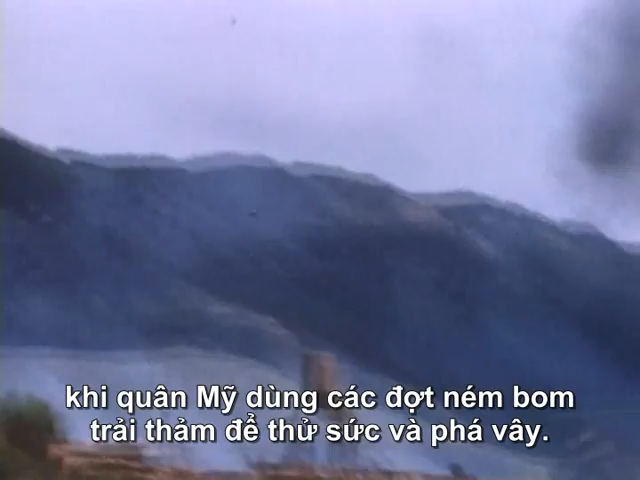 khi quân Mỹ dùng các đợt ném bom
trải thảm để thử sức và phá vây.